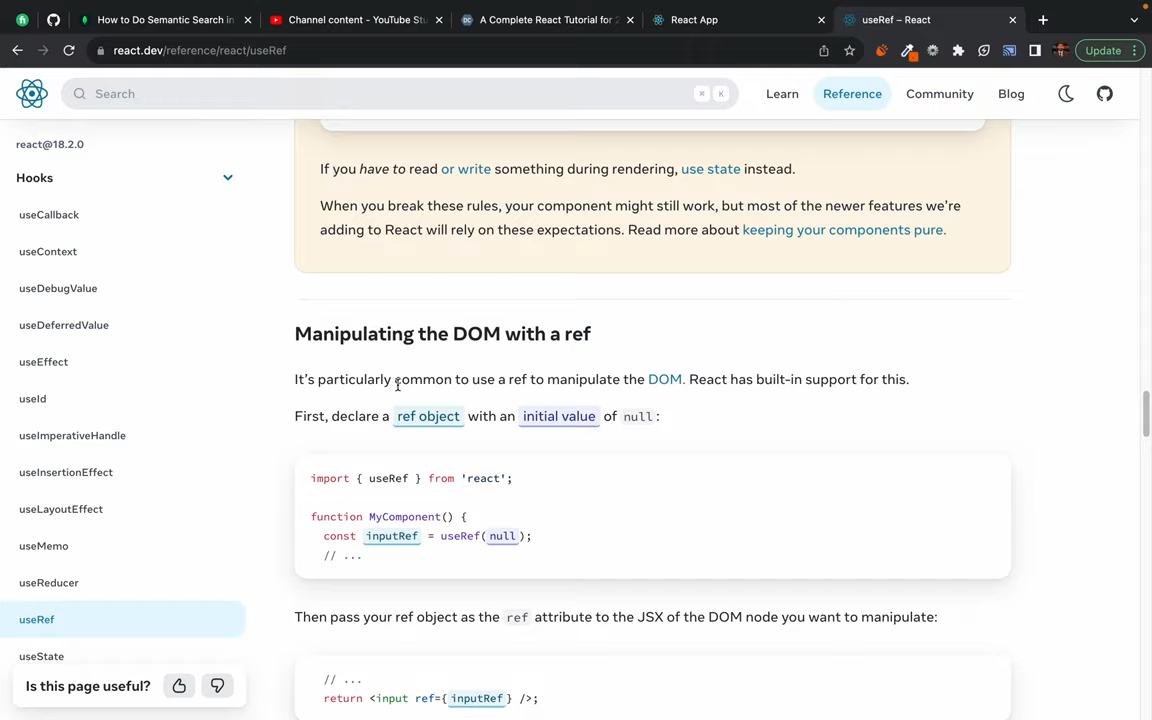 How to Do Semantic Search in
Channel content - YouTube Stu
A Complete React Tutorial for 2
React App
useRef – React
react.dev/reference/react/useRef
Update
Search
⌘ K
Learn
Reference
Community
Blog
react@18.2.0
Hooks
useCallback
useContext
useDebugValue
useDeferredValue
useEffect
useId
useImperativeHandle
useInsertionEffect
useLayoutEffect
useMemo
useReducer
useRef
useState
Is this page useful?
If you have to read or write something during rendering, use state instead.
When you break these rules, your component might still work, but most of the newer features we're
adding to React will rely on these expectations. Read more about keeping your components pure.
Manipulating the DOM with a ref
It's particularly common to use a ref to manipulate the DOM. React has built-in support for this.
First, declare a ref object with an initial value of null:
import { useRef } from 'react';
function MyComponent() {
const inputRef = useRef(null);
// ...
Then pass your ref object as the ref attribute to the JSX of the DOM node you want to manipulate:
// ...
return <input ref={inputRef} />;